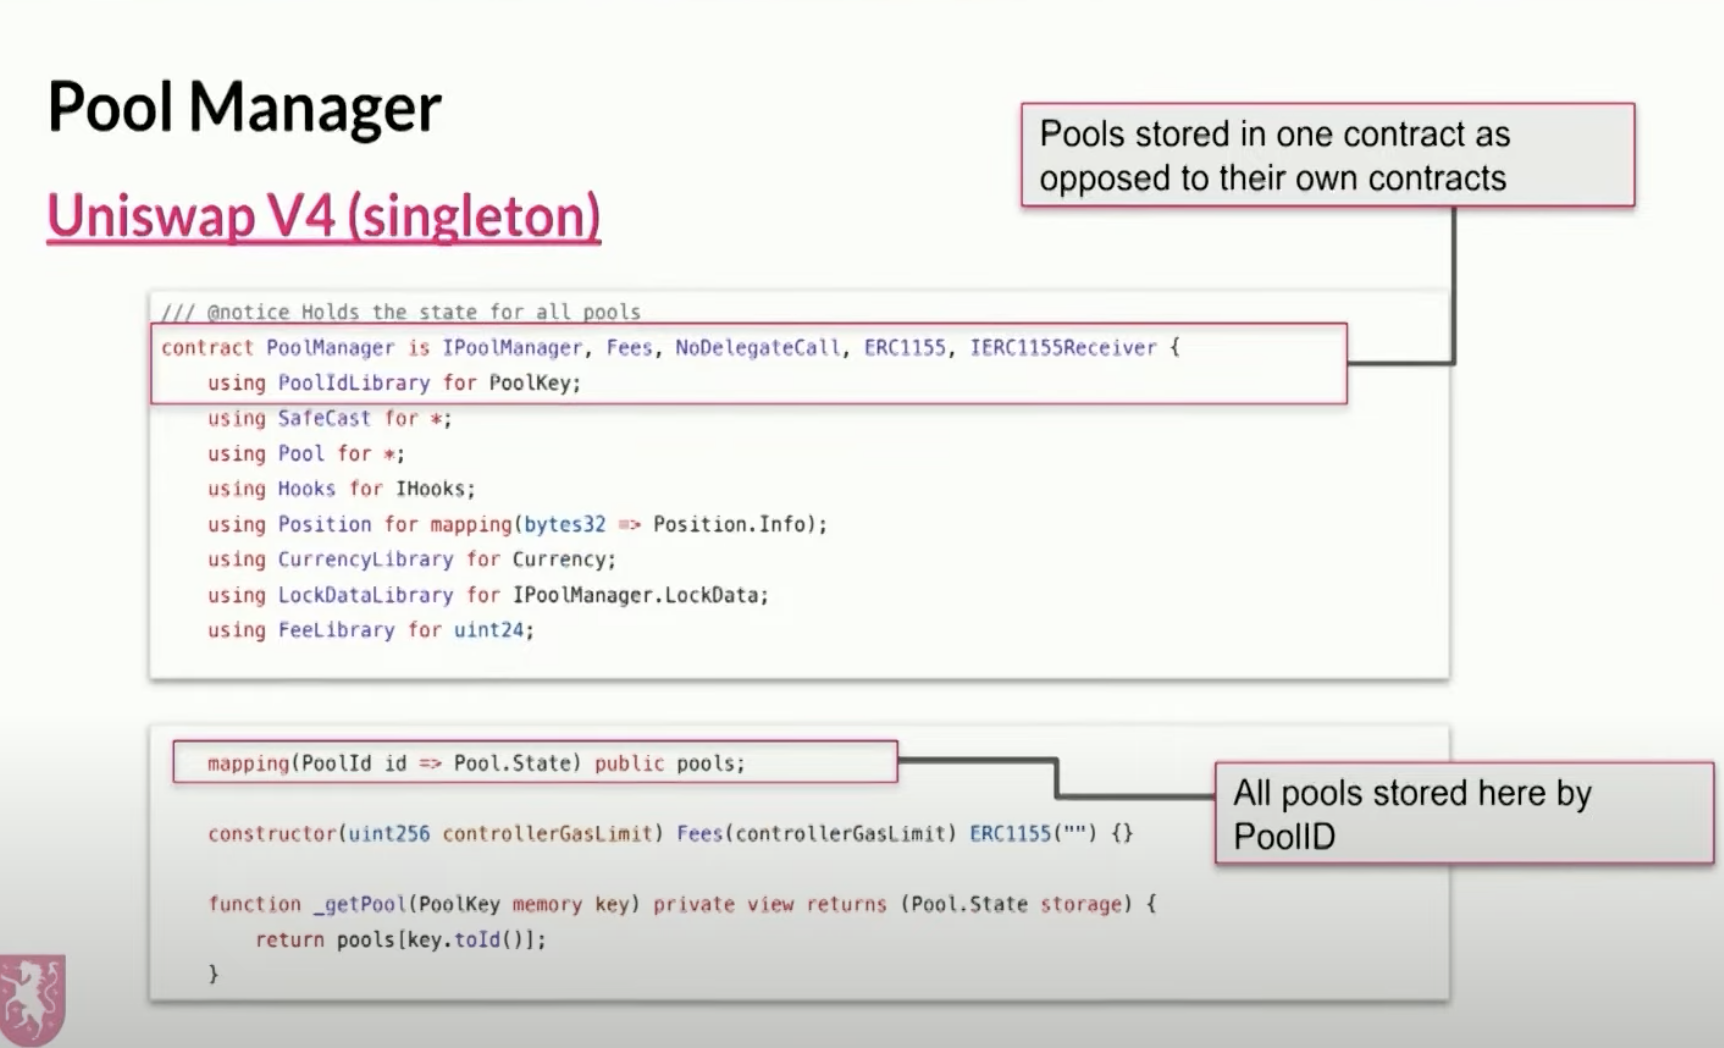 Pool Manager
Uniswap V4 (singleton)
Pools stored in one contract as
opposed to their own contracts
/// @notice Holds the state for all pools
contract PoolManager is IPoolManager, Fees, NoDelegateCall, ERC1155, IERC1155Receiver {
using PoolIdLibrary for PoolKey;
using SafeCast for *;
using Pool for *;
using Hooks for IHooks;
using Position for mapping(bytes32 => Position.Info);
using CurrencyLibrary for Currency;
using LockDataLibrary for IPoolManager.LockData;
using FeeLibrary for uint24;
mapping(PoolId id => Pool.State) public pools;
All pools stored here by
PoolID
constructor(uint256 controllerGasLimit) Fees(controllerGasLimit) ERC1155("") {}
function _getPool(PoolKey memory key) private view returns (Pool.State storage) {
return pools[key.toId()];
}